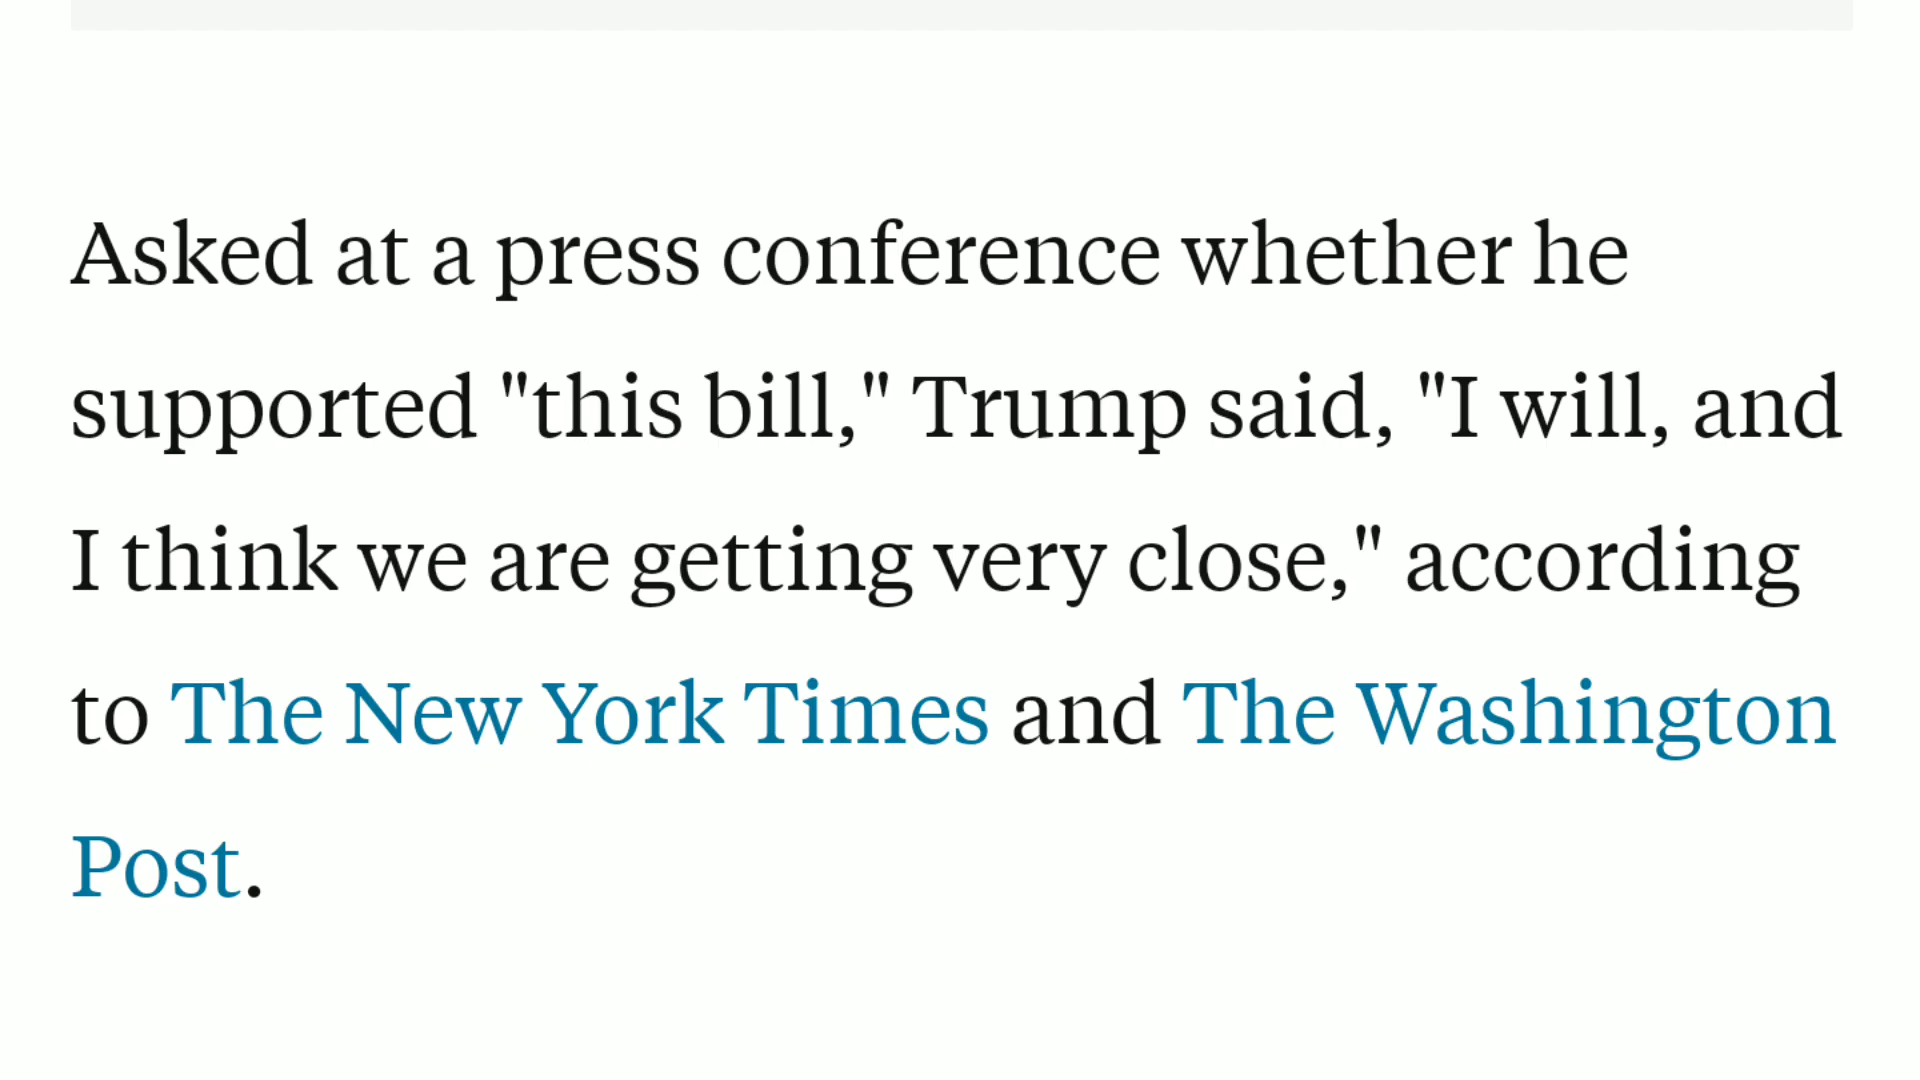 Asked at a press conference whether he
supported "this bill," Trump said, "I will, and
I think we are getting very close," according
to The New York Times and The Washington
Post.